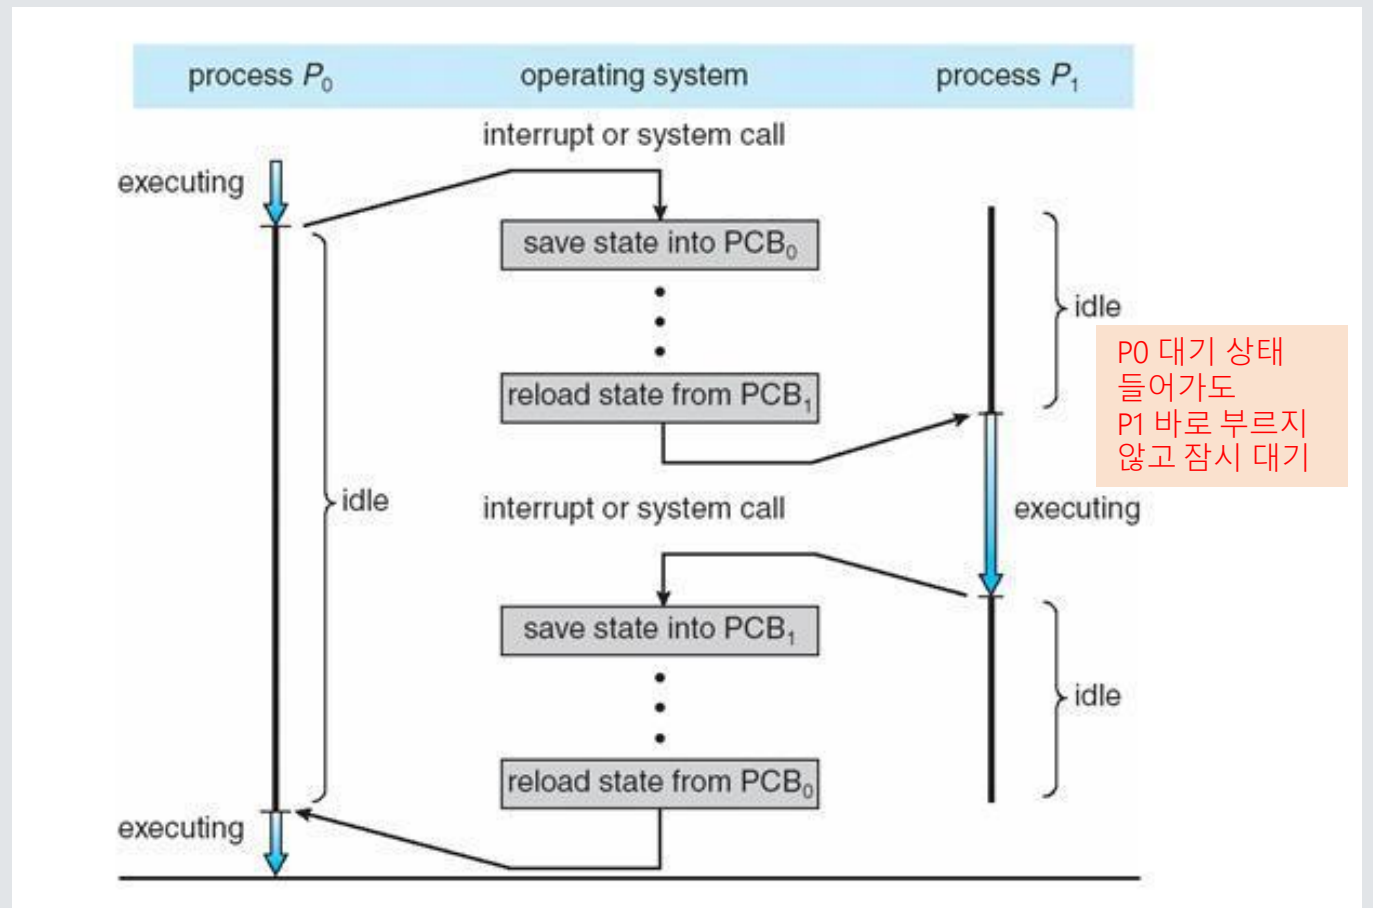 process P₀ operating system process P₁
interrupt or system call
executing
save state into PCB₀
idle
reload state from PCB₁
P0 대기 상태
들어가도
P1 바로 부르지
않고 잠시 대기
idle
interrupt or system call
executing
save state into PCB₁
idle
reload state from PCB₀
executing